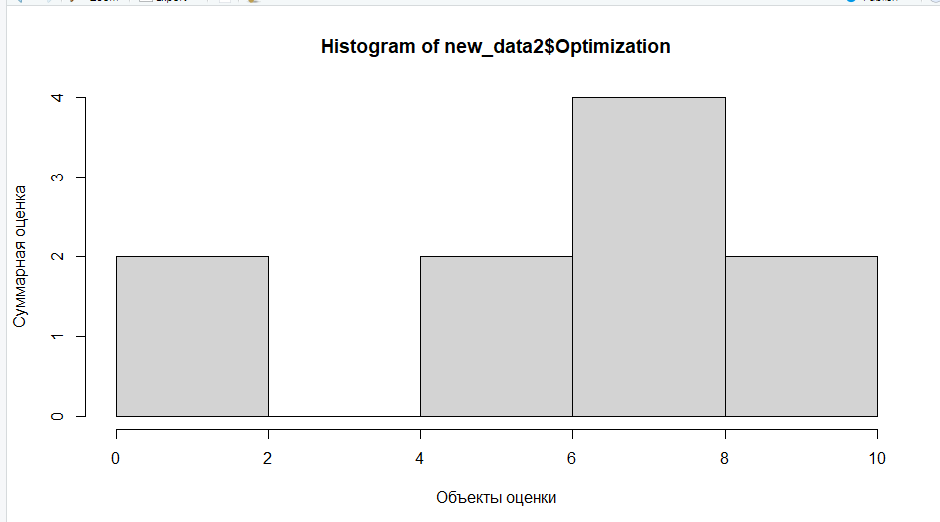 Histogram of new_data2$Optimization
4
3
2
1
0
Суммарная оценка
0 2 4 6 8 10
Объекты оценки